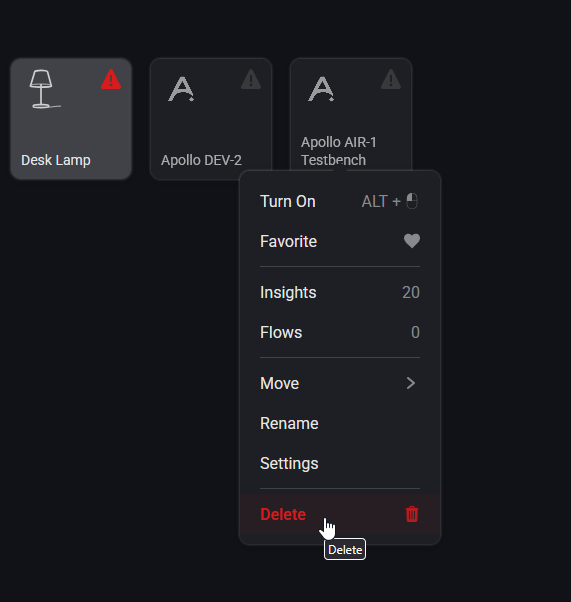 Desk Lamp
Apollo DEV-2
Apollo AIR-1
Testbench
Turn On ALT +
Favorite
Insights 20
Flows 0
Move
Rename
Settings
Delete
Delete